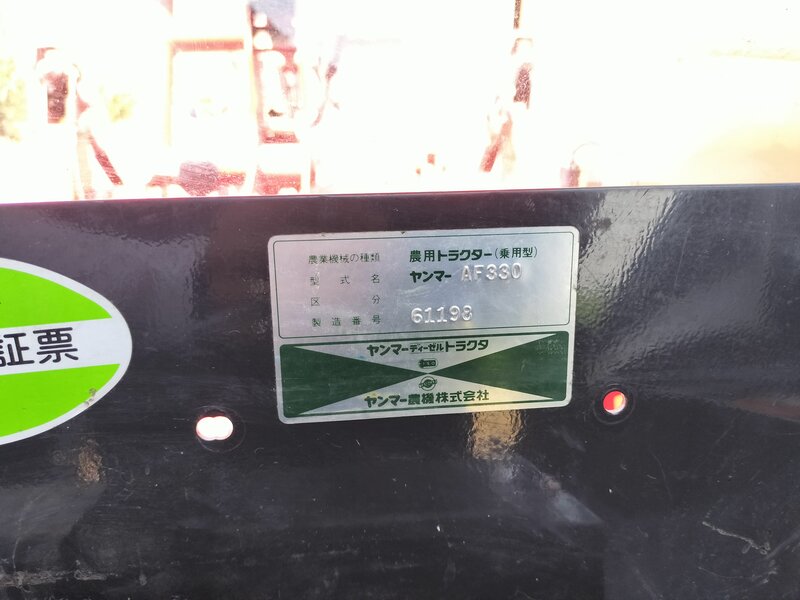 農業機械の種類 農用トラクター(乗用型)
型式名 ヤンマー AF330
区分
製造番号 61198
ヤンマーディーゼルトラクタ
ヤンマー農機株式会社
証票